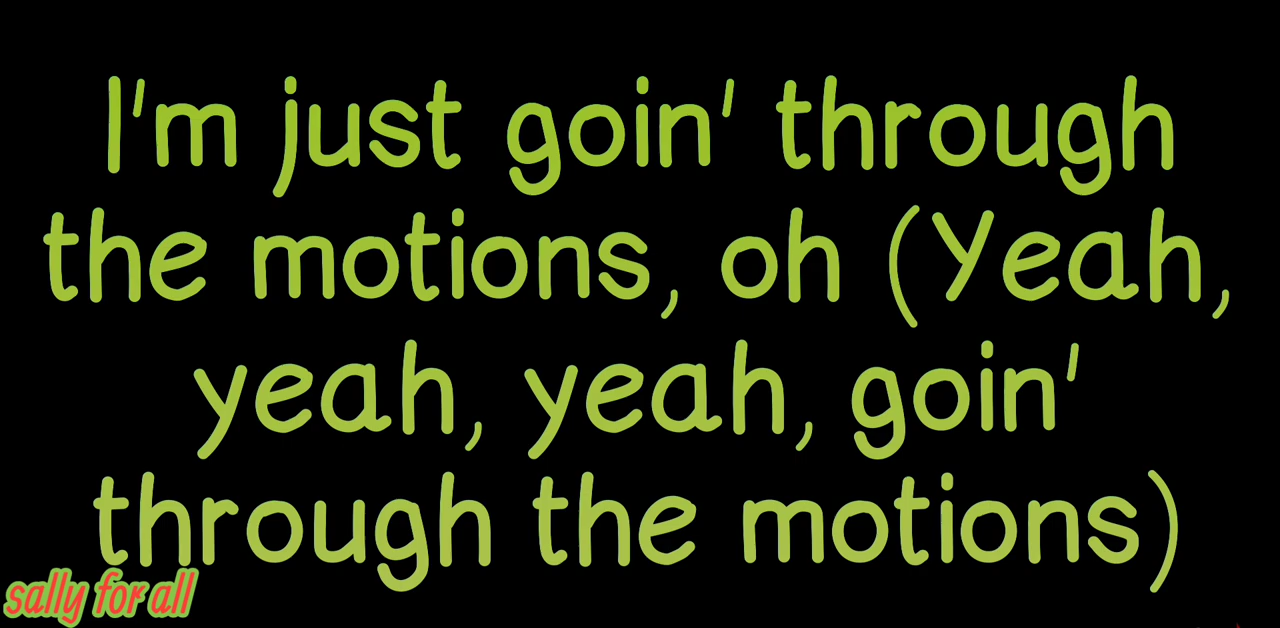 I'm just goin' through
the motions, oh (Yeah,
yeah, yeah, goin'
through the motions)
sally for all